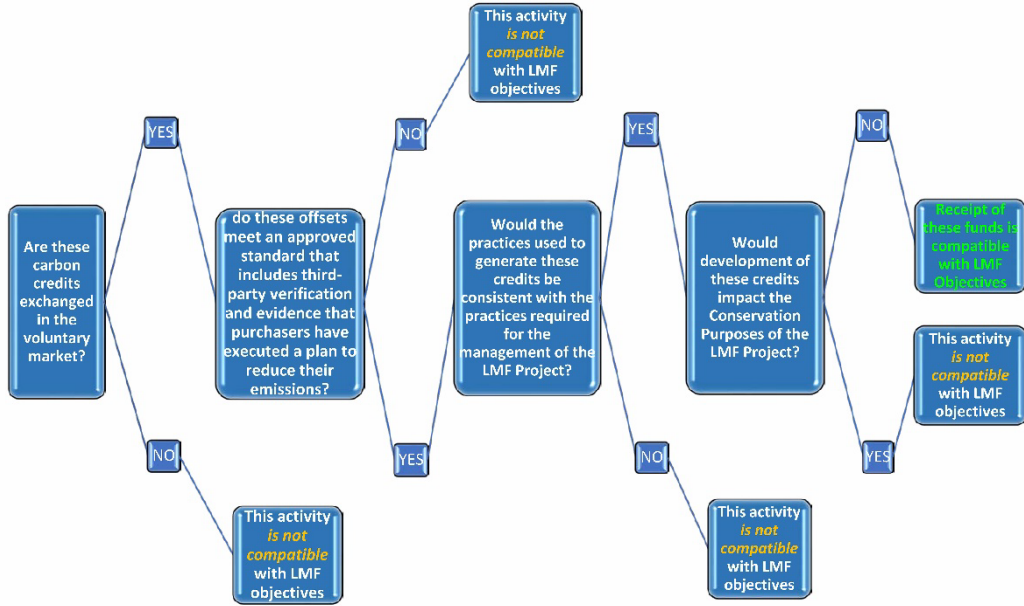 Are these
carbon
credits
exchanged
in the
voluntary
market?
YES
NO
This activity
is not
compatible
with LMF
objectives
do these offsets
meet an approved
standard that
includes third-
party verification
and evidence that
purchasers have
executed a plan to
reduce their
emissions?
NO
This activity
is not
compatible
with LMF
objectives
YES
Would the
practices used to
generate these
credits be
consistent with the
practices required
for the
management of the
LMF Project?
YES
NO
This activity
is not
compatible
with LMF
objectives
Would
development of
these credits
impact the
Conservation
Purposes of the
LMF Project?
NO
Receipt of
these funds is
compatible
with LMF
Objectives
YES
This activity
is not
compatible
with LMF
objectives